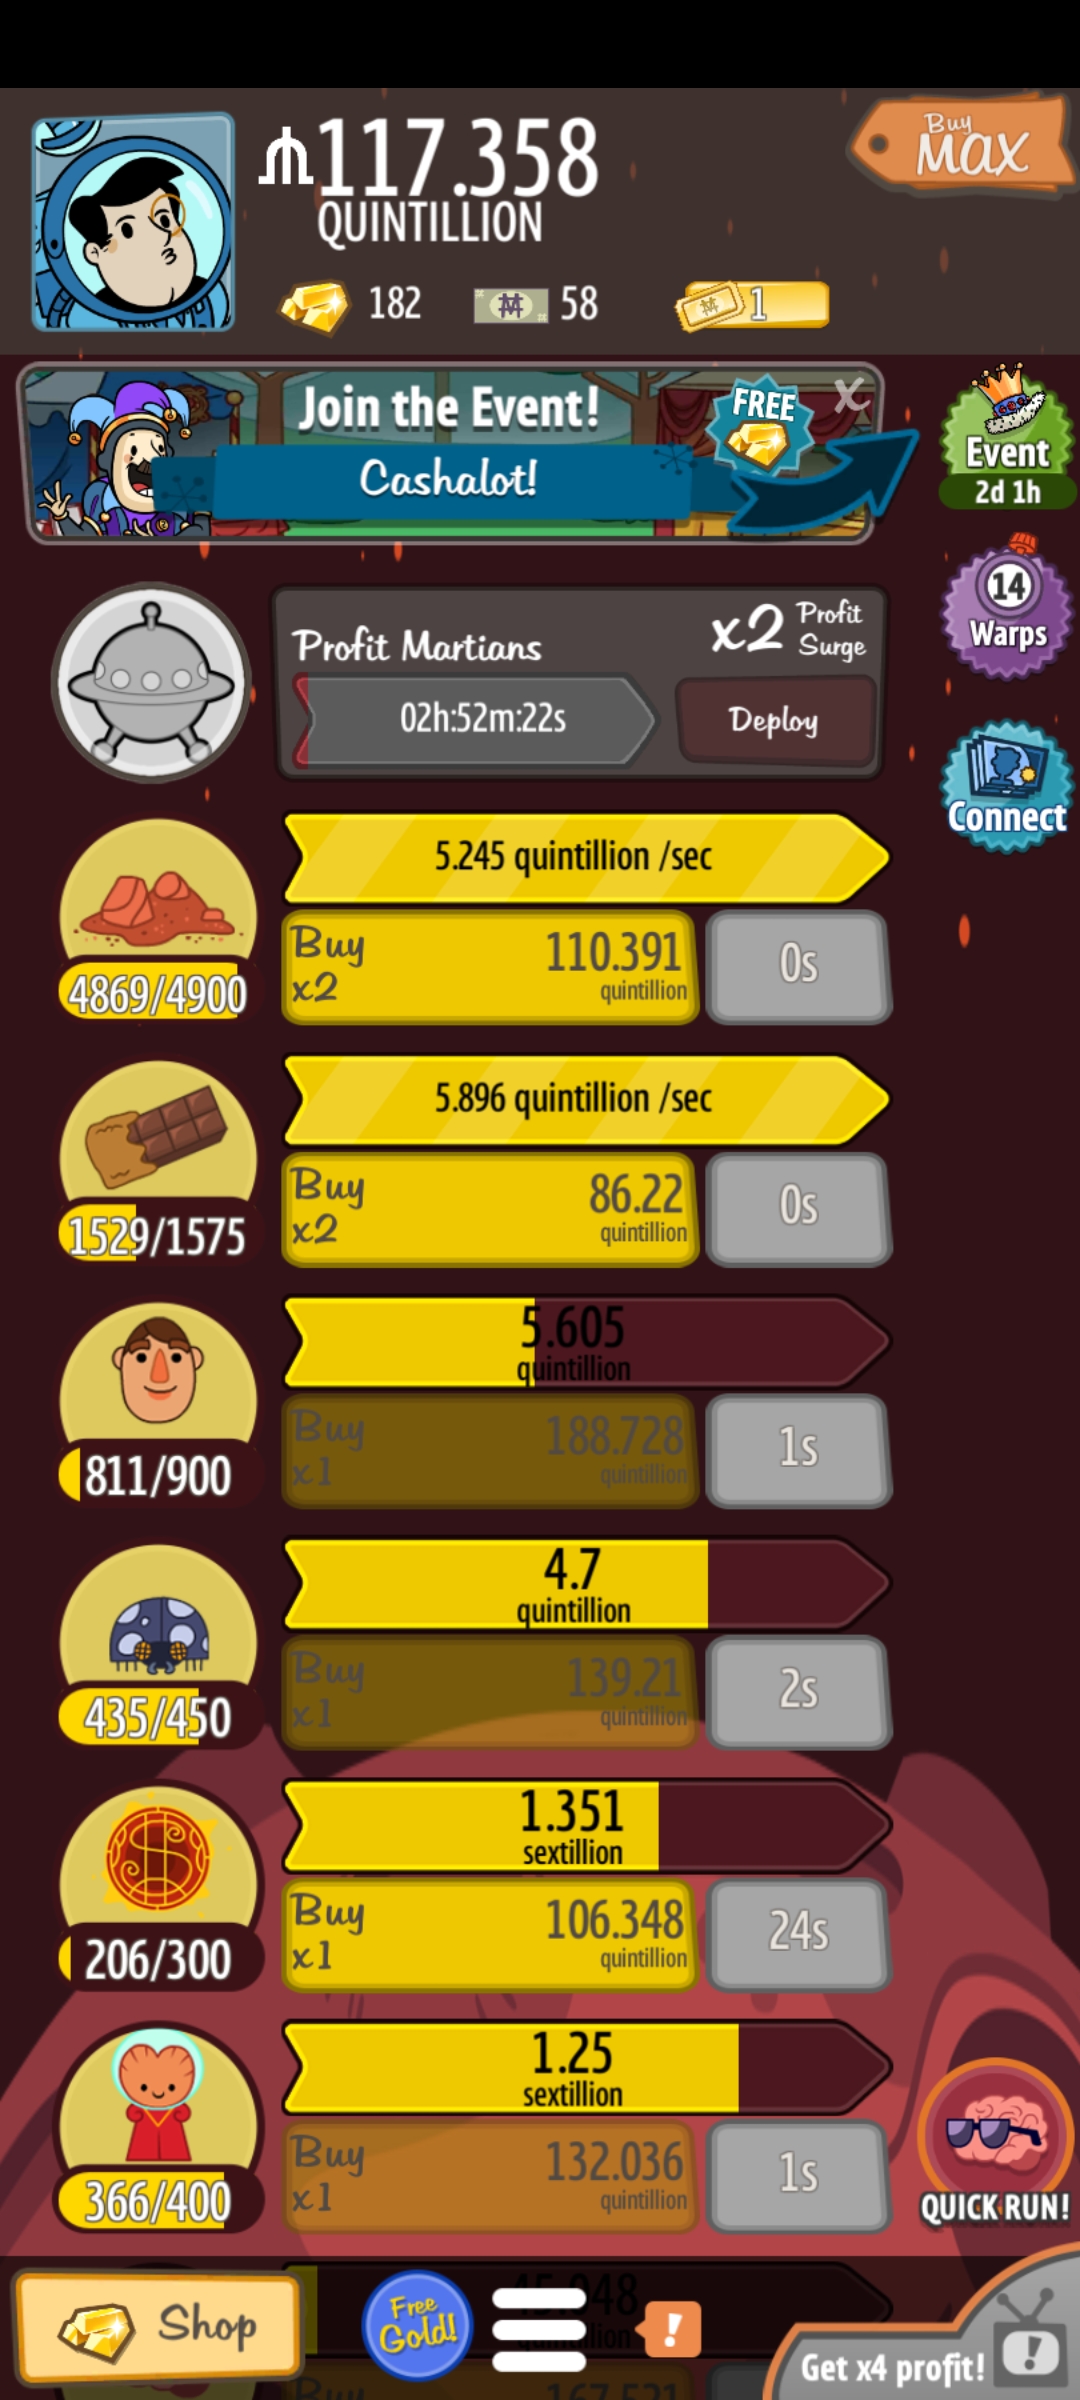 117.358
QUINTILLION
Buy
MAX
182
58
1
Join the Event!
FREE
X
Cashalot!
Event
2d 1h
14
Warps
Connect
Profit Martians
x2 Profit Surge
02h:52m:22s
Deploy
5.245 quintillion /sec
Buy x2
110.391
quintillion
0s
4869/4900
5.896 quintillion /sec
Buy x2
86.22
quintillion
0s
1529/1575
5.605
quintillion
Buy x1
188.728
quintillion
1s
811/900
4.7
quintillion
Buy x1
139.21
quintillion
2s
435/450
1.351
sextillion
Buy x1
106.348
quintillion
24s
206/300
1.25
sextillion
Buy x1
132.036
quintillion
1s
366/400
QUICK RUN!
Shop
Free
Gold!
!
Get x4 profit!
!
Buy